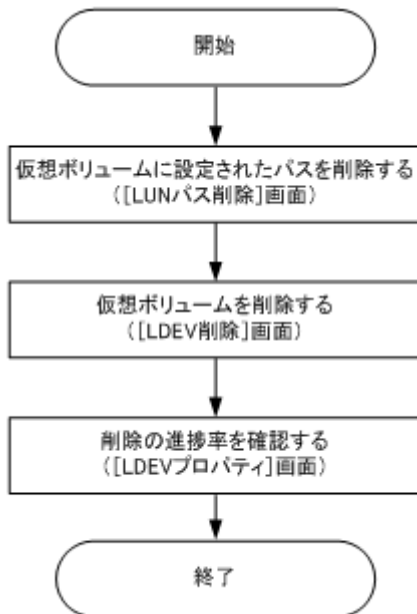 開始
仮想ボリュームに設定されたパスを削除する
([LUNパス削除]画面)
仮想ボリュームを削除する
([LDEV削除]画面)
削除の進捗率を確認する
([LDEVプロパティ]画面)
終了